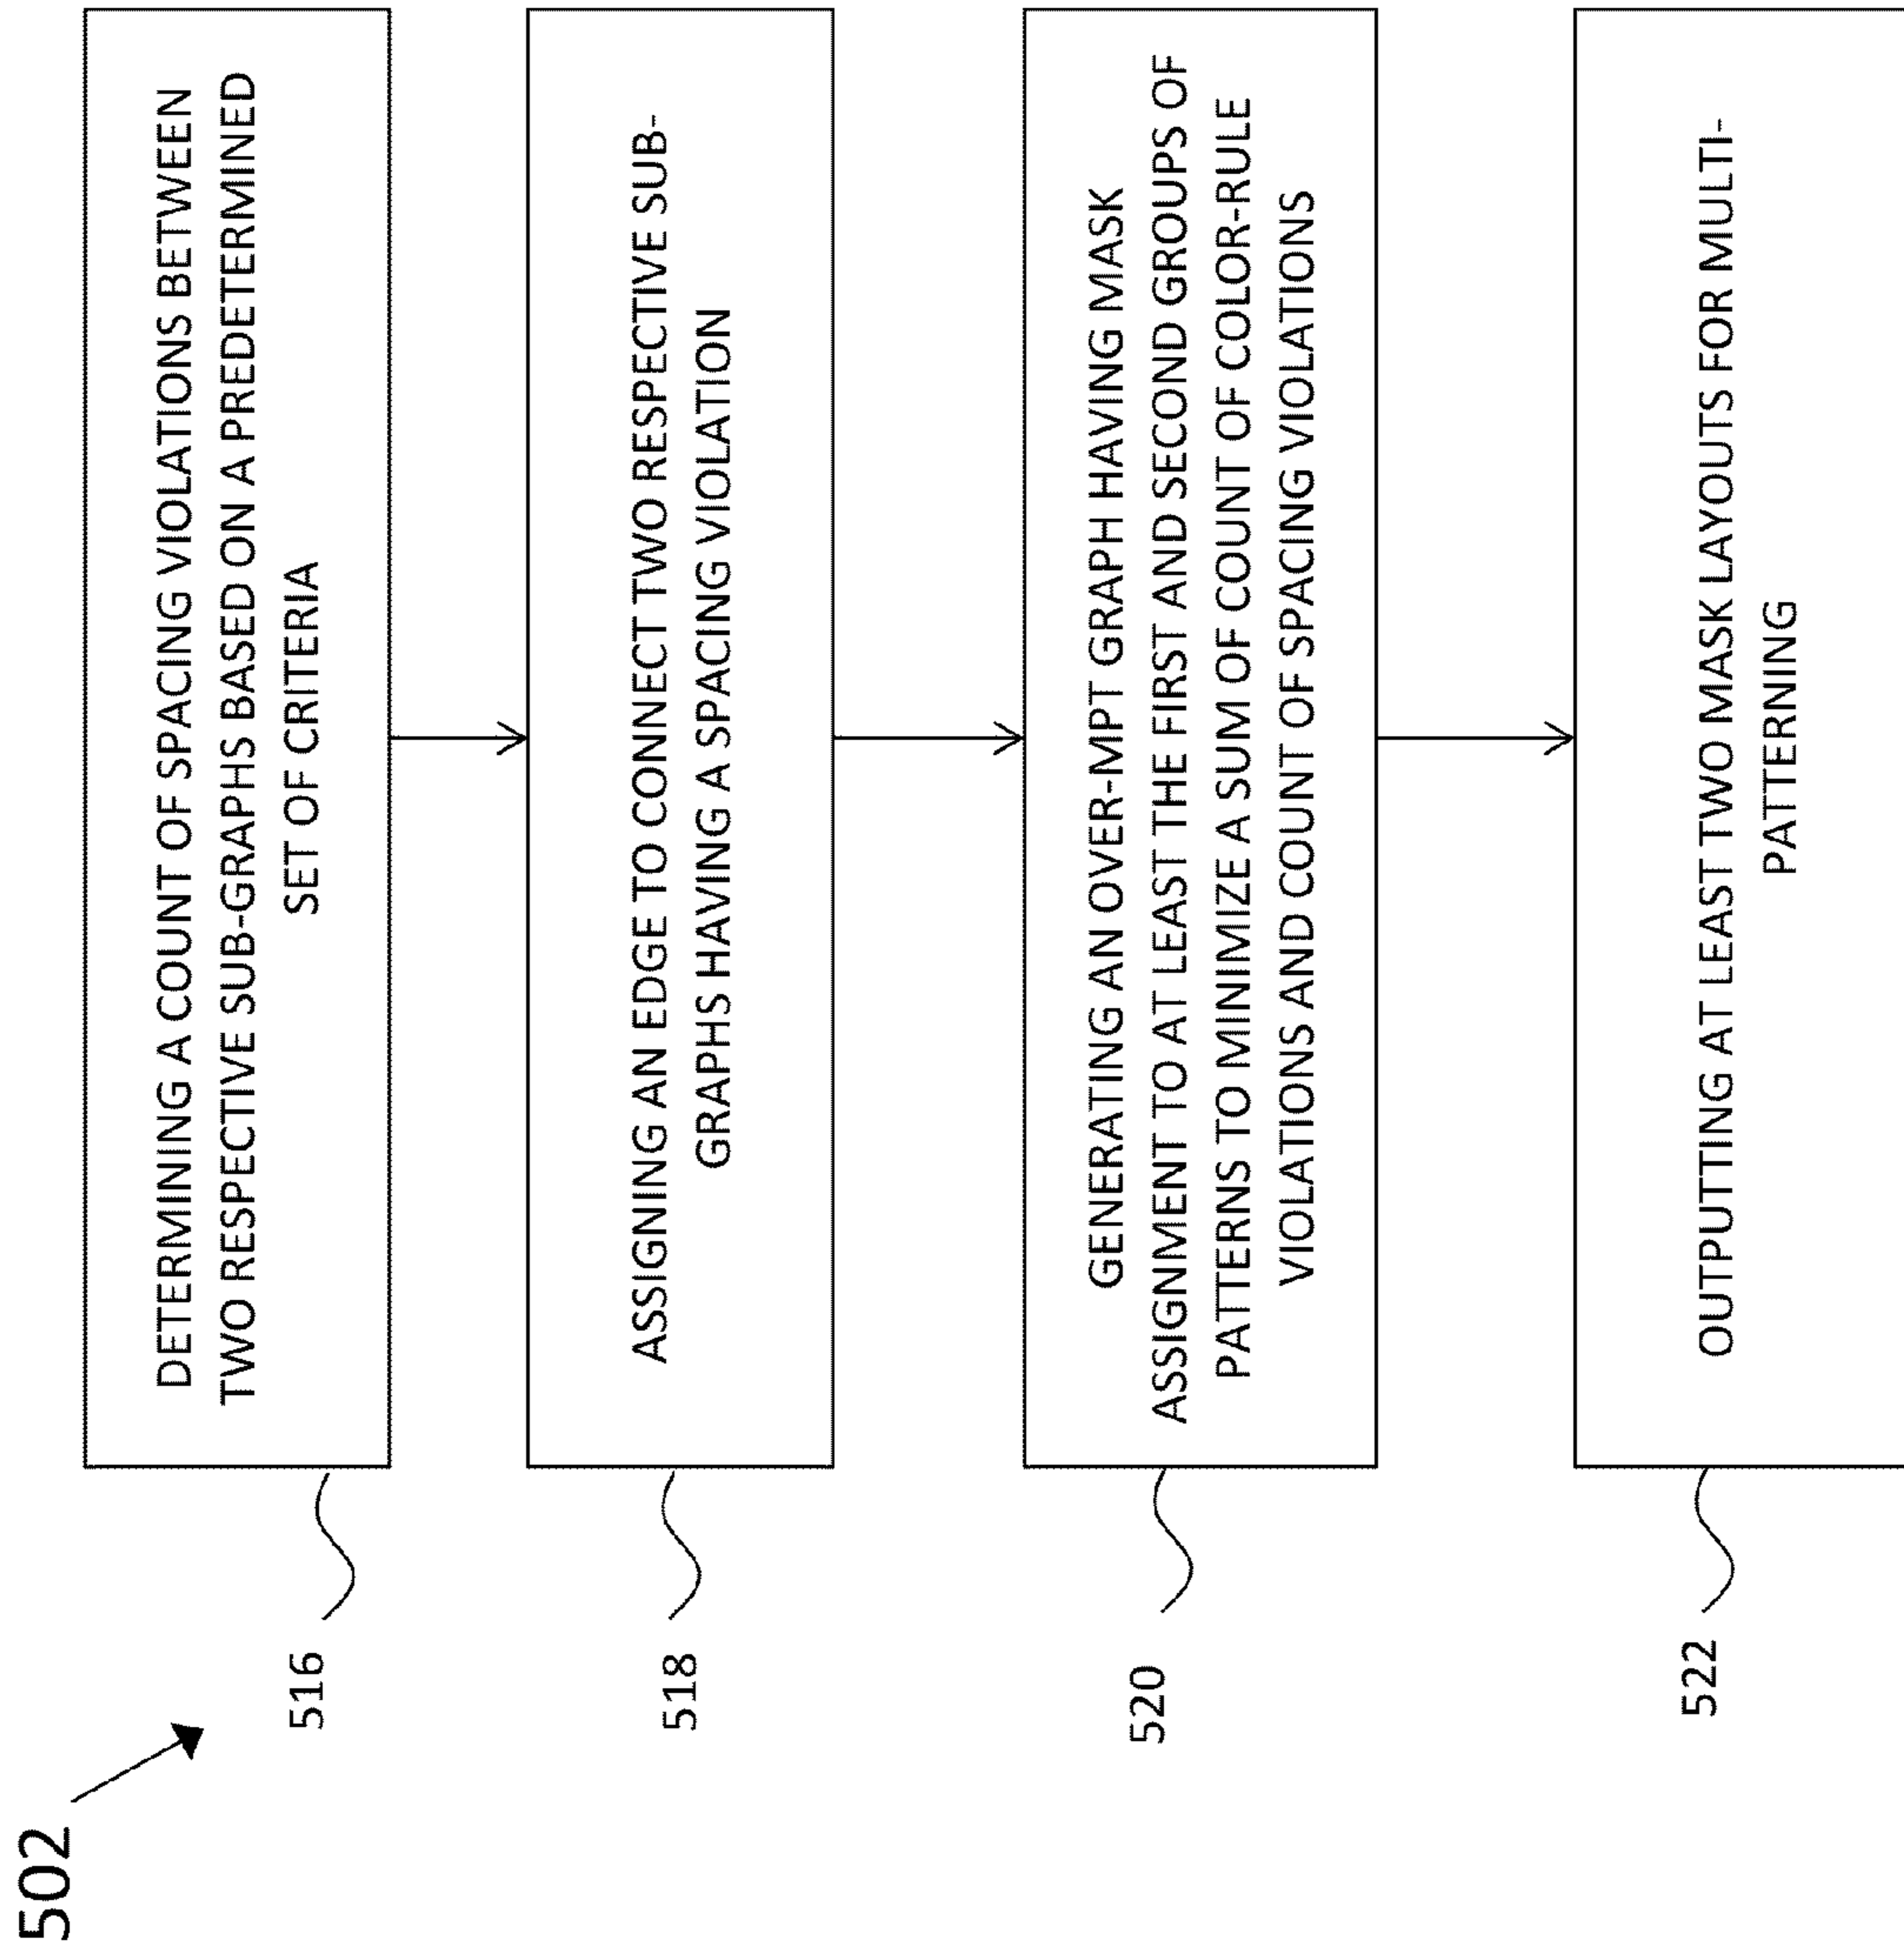 502
516
DETERMINING A COUNT OF SPACING VIOLATIONS BETWEEN
TWO RESPECTIVE SUB-GRAPHS BASED ON A PREDETERMINED
SET OF CRITERIA
518
ASSIGNING AN EDGE TO CONNECT TWO RESPECTIVE SUB-
GRAPHS HAVING A SPACING VIOLATION
520
GENERATING AN OVER-MPT GRAPH HAVING MASK
ASSIGNMENT TO AT LEAST THE FIRST AND SECOND GROUPS OF
PATTERNS TO MINIMIZE A SUM OF COUNT OF COLOR-RULE
VIOLATIONS AND COUNT OF SPACING VIOLATIONS
522
OUTPUTTING AT LEAST TWO MASK LAYOUTS FOR MULTI-
PATTERNING